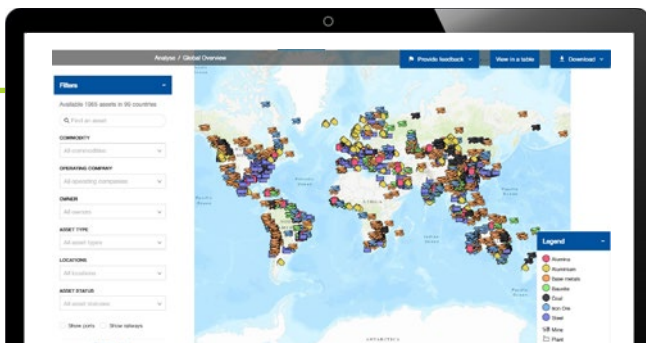 Analyse / Global Overview
Provide feedback
View in a table
Download
Filters
Available 1965 assets in 95 countries
Find an asset
COMMODITY
All commodities
OPERATING COMPANY
All operating companies
OWNER
All owners
ASSET TYPE
All asset types
LOCATIONS
All locations
ASSET STATUS
All asset statuses
Show ports
Show railways
AFRICA
ANTARCTICA
Legend
Alumina
Aluminium
Base metals
Bauxite
Coal
Iron Ore
Steel
Mine
Plant